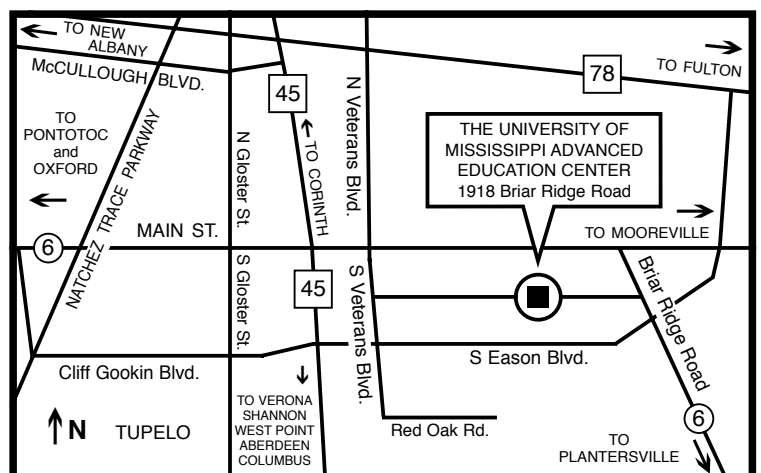 TO NEW
ALBANY
McCULLOUGH BLVD.
TO FULTON
78
45
TO
PONTOTOC
and
OXFORD
NATCHEZ TRACE PARKWAY
N Gloster St.
TO CORINTH
N Veterans Blvd.
THE UNIVERSITY OF
MISSISSIPPI ADVANCED
EDUCATION CENTER
1918 Briar Ridge Road
MAIN ST.
TO MOOREVILLE
6
S Gloster St.
45
S Veterans Blvd.
Briar Ridge Road
S Eason Blvd.
Cliff Gookin Blvd.
TO VERONA
SHANNON
WEST POINT
ABERDEEN
COLUMBUS
Red Oak Rd.
6
N
TUPELO
TO
PLANTERSVILLE